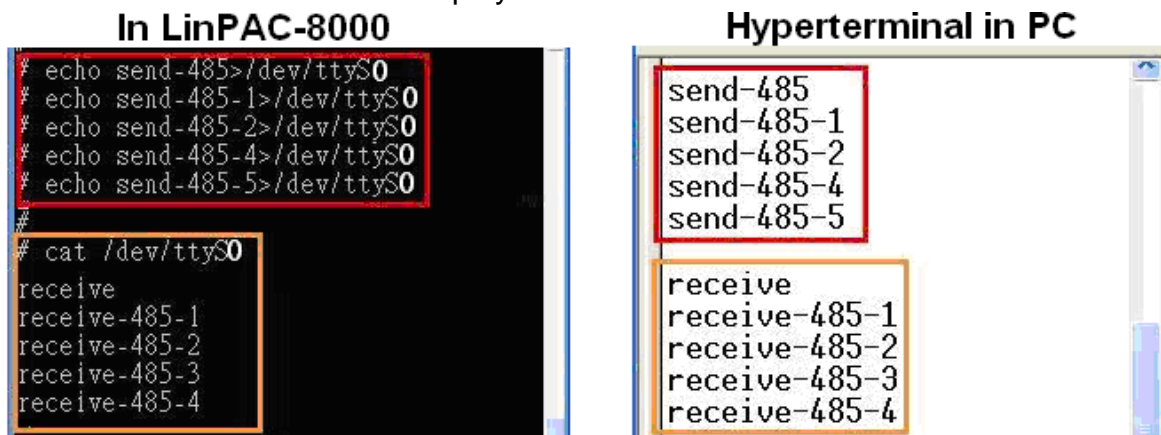 In LinPAC-8000
# echo send-485>/dev/ttyS0
# echo send-485-1>/dev/ttyS0
# echo send-485-2>/dev/ttyS0
# echo send-485-4>/dev/ttyS0
# echo send-485-5>/dev/ttyS0
#
# cat /dev/ttyS0
receive
receive-485-1
receive-485-2
receive-485-3
receive-485-4
Hyperterminal in PC
send-485
send-485-1
send-485-2
send-485-4
send-485-5
receive
receive-485-1
receive-485-2
receive-485-3
receive-485-4